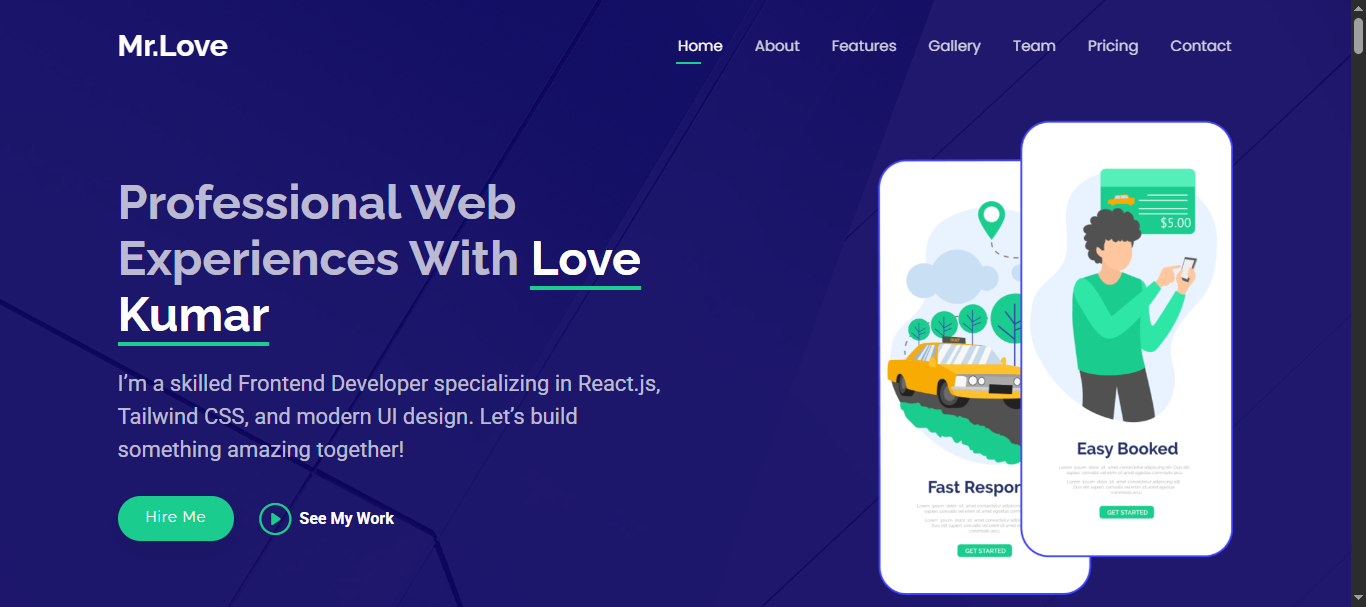 Mr.Love
Home About Features Gallery Team Pricing Contact
Professional Web
Experiences With Love
Kumar
I’m a skilled Frontend Developer specializing in React.js,
Tailwind CSS, and modern UI design. Let’s build
something amazing together!
Hire Me
See My Work
TAXI
Fast Respon
GET STARTED
$5.00
Easy Booked
GET STARTED